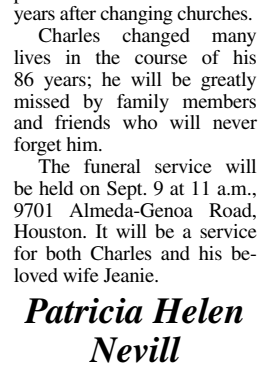 years after changing churches.
Charles changed many
lives in the course of his
86 years; he will be greatly
missed by family members
and friends who will never
forget him.
The funeral service will
be held on Sept. 9 at 11 a.m.,
9701 Almeda-Genoa Road,
Houston. It will be a service
for both Charles and his be-
loved wife Jeanie.
Patricia Helen
Nevill